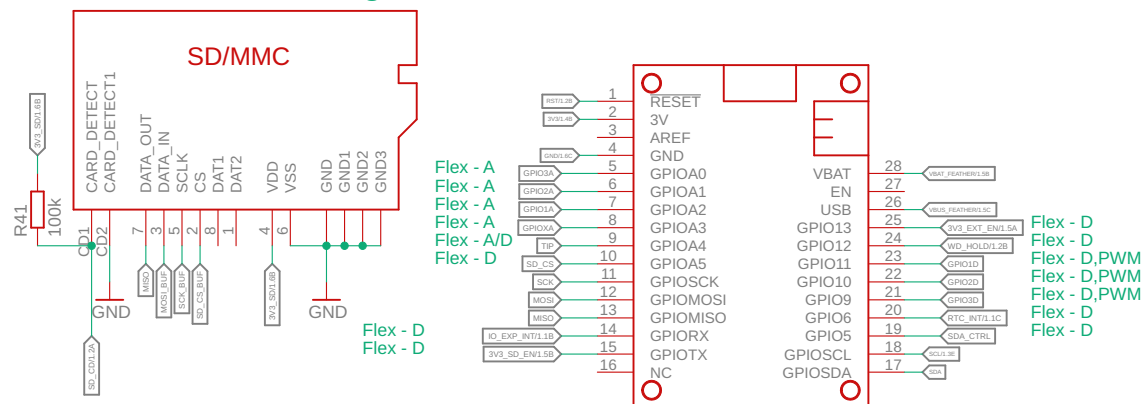 SD/MMC
3V3_SD/1.6B
R41
100k
CARD_DETECT
CARD_DETECT1
DATA_OUT
DATA_IN
SCLK
CS
DAT1
DAT2
VDD
VSS
GND
GND1
GND2
GND3
CD1
CD2
7
3
5
2
8
1
4
6
MISO
MOSI_BUF
SCK_BUF
SD_CS_BUF
3V3_SD/1.6B
GND
GND
SD_CD/1.2A
Flex - D
Flex - D
Flex - A
Flex - A
Flex - A
Flex - A
Flex - A/D
Flex - D
RST/1.2B 1 RESET
3V3/1.4B 2 3V
3 AREF
GND/1.6C 4 GND
GPIO3A 5 GPIOA0
GPIO2A 6 GPIOA1
GPIO1A 7 GPIOA2
GPIOXA 8 GPIOA3
TIP 9 GPIOA4
SD_CS 10 GPIOA5
SCK 11 GPIOSCK
MOSI 12 GPIOMOSI
MISO 13 GPIOMISO
IO_EXP_INT/1.1B 14 GPIORX
3V3_SD_EN/1.5B 15 GPIOTX
16 NC
VBAT 28 VBAT_FEATHER/1.5B
EN 27
USB 26 VBUS_FEATHER/1.5C
GPIO13 25 3V3_EXT_EN/1.5A Flex - D
GPIO12 24 WD_HOLD/1.2B Flex - D
GPIO11 23 GPIO1D Flex - D,PWM
GPIO10 22 GPIO2D Flex - D,PWM
GPIO9 21 GPIO3D Flex - D,PWM
GPIO6 20 RTC_INT/1.1C Flex - D
GPIO5 19 SDA_CTRL Flex - D
GPIOSCL 18 SCL/1.3E
GPIOSDA 17 SDA